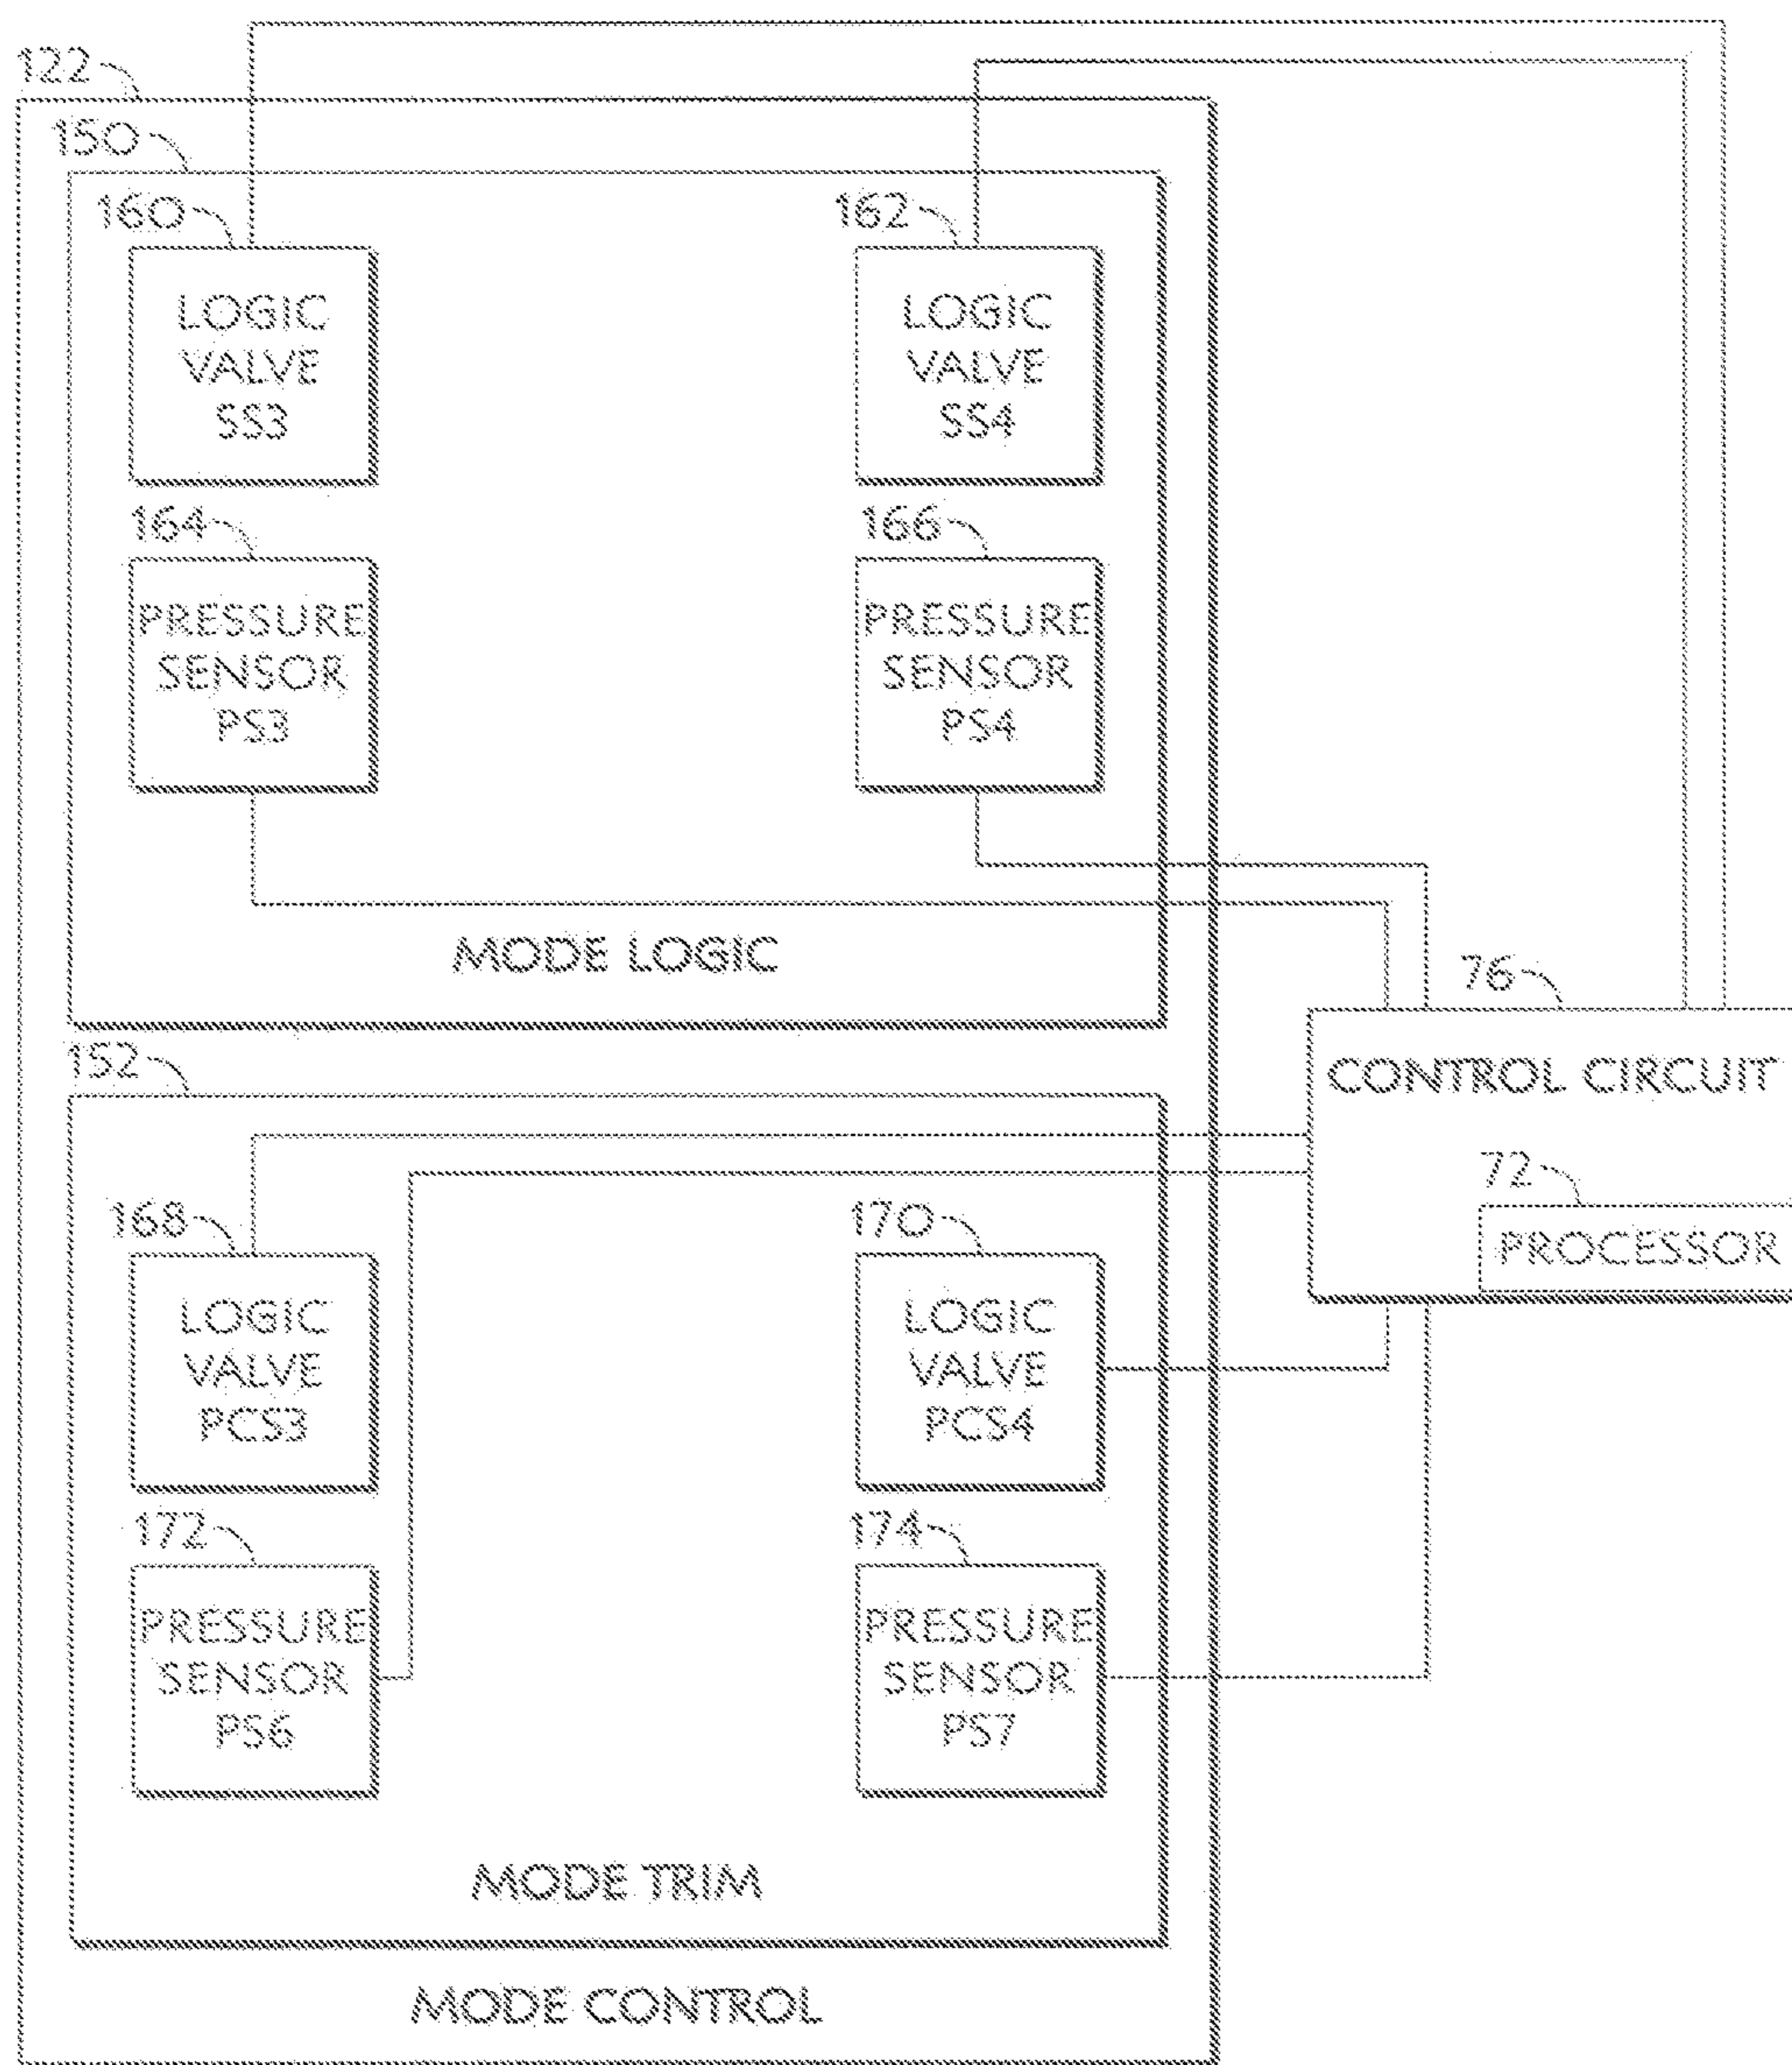 122
150
160
162
LOGIC
VALVE
SS3
LOGIC
VALVE
SS4
164
166
PRESSURE
SENSOR
PS3
PRESSURE
SENSOR
PS4
MODE LOGIC
76
CONTROL CIRCUIT
72
PROCESSOR
152
168
170
LOGIC
VALVE
PCS3
LOGIC
VALVE
PCS4
172
174
PRESSURE
SENSOR
PS6
PRESSURE
SENSOR
PS7
MODE TRIM
MODE CONTROL